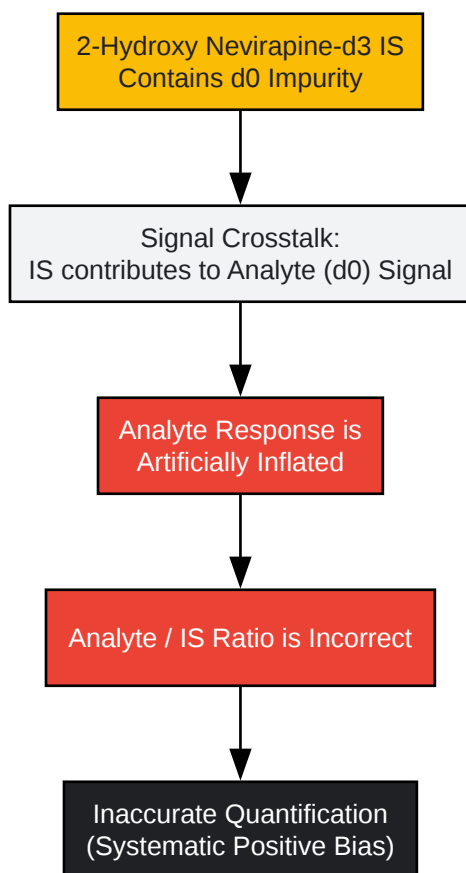 2-Hydroxy Nevirapine-d3 IS
Contains d0 Impurity
Signal Crosstalk:
IS contributes to Analyte (d0) Signal
Analyte Response is
Artificially Inflated
Analyte / IS Ratio is Incorrect
Inaccurate Quantification
(Systematic Positive Bias)